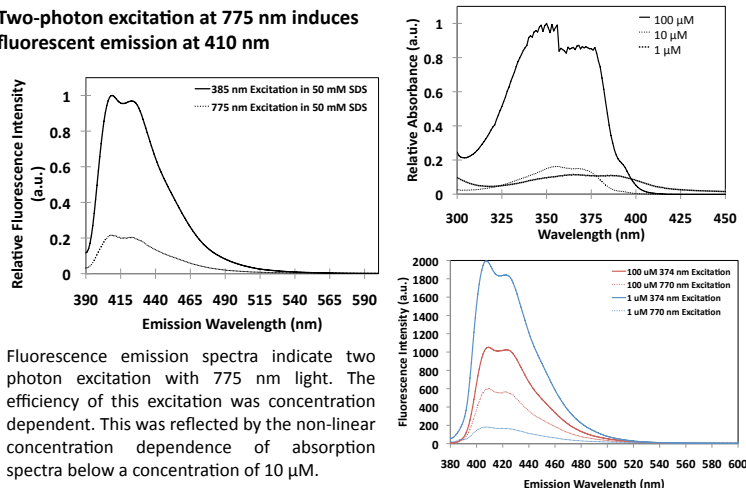 Two-photon excitation at 775 nm induces
fluorescent emission at 410 nm
Relative Fluorescence Intensity
(a.u.)
1
0.8
0.6
0.4
0.2
0
385 nm Excitation in 50 mM SDS
775 nm Excitation in 50 mM SDS
390 415 440 465 490 515 540 565 590
Emission Wavelength (nm)
Fluorescence emission spectra indicate two
photon excitation with 775 nm light. The
efficiency of this excitation was concentration
dependent. This was reflected by the non-linear
concentration dependence of absorption
spectra below a concentration of 10 μM.
Relative Absorbance (a.u.)
1
0.8
0.6
0.4
0.2
0
100 μM
10 μM
1 μM
300 325 350 375 400 425 450
Wavelength (nm)
Fluorescence Intensity (a.u.)
2000
1800
1600
1400
1200
1000
800
600
400
200
0
100 uM 374 nm Excitation
100 uM 770 nm Excitation
1 uM 374 nm Excitation
1 uM 770 nm Excitation
380 400 420 440 460 480 500 520 540 560 580 600
Emission Wavelength (nm)